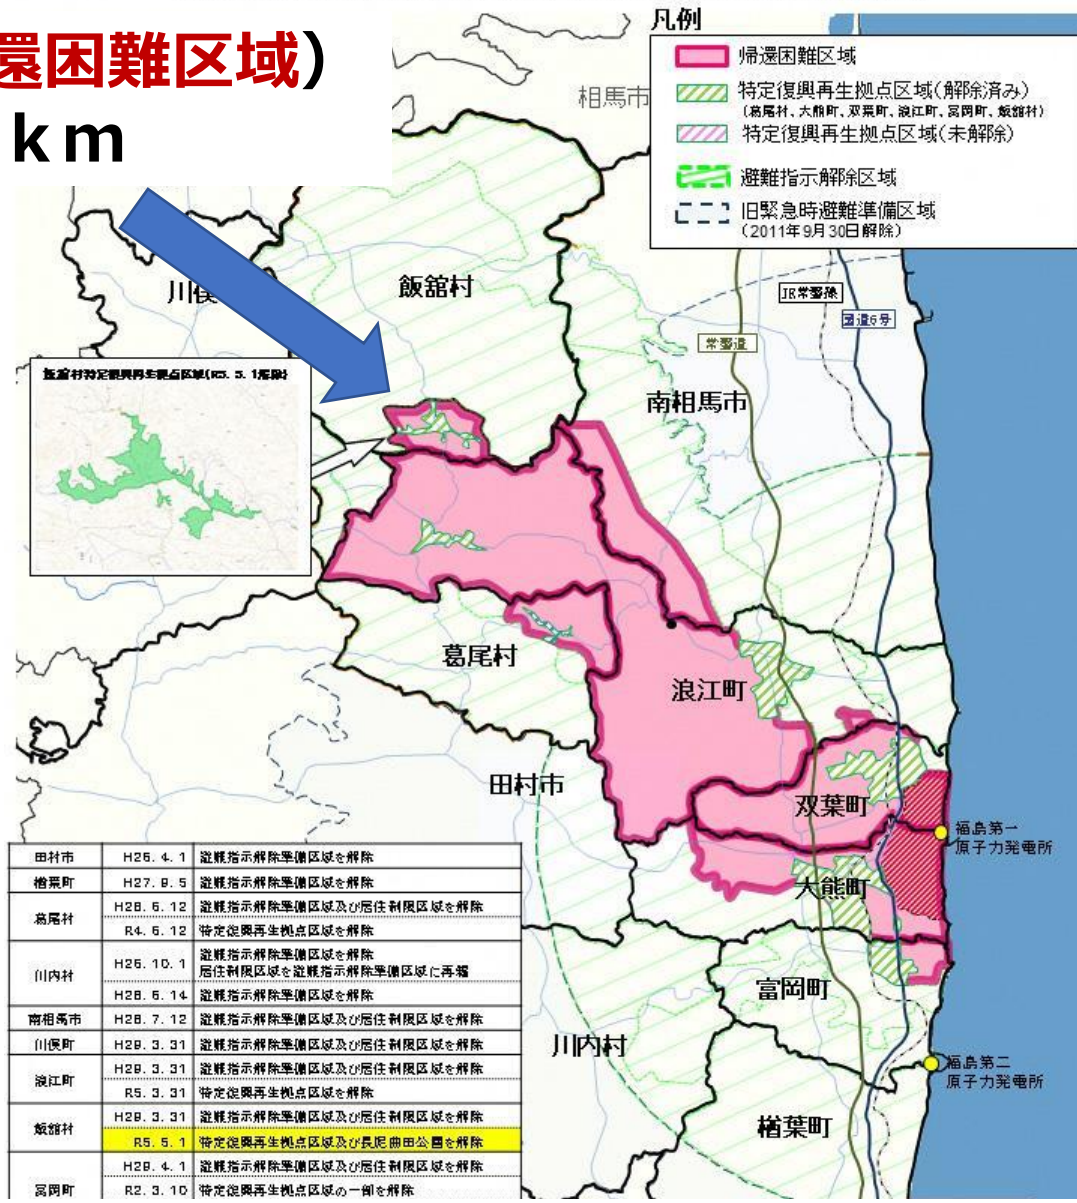 還困難区域）
ｋｍ
凡例
帰還困難区域
特定復興再生拠点区域(解除済み)
(葛尾村、大熊町、双葉町、浪江町、富岡町、飯舘村)
特定復興再生拠点区域(未解除)
避難指示解除区域
旧緊急時避難準備区域
(2011年9月30日解除)
相馬市
川俣
飯舘村
JR常磐線
国道6号
常磐道
南相馬市
飯舘村特定復興再生拠点区域(R5. 5. 1解除)
葛尾村
浪江町
田村市
双葉町
福島第一
原子力発電所
大熊町
富岡町
川内村
福島第二
原子力発電所
楢葉町
田村市 H26. 4. 1 避難指示解除準備区域を解除
楢葉町 H27. 9. 5 避難指示解除準備区域を解除
葛尾村 H28. 6. 12 避難指示解除準備区域及び居住制限区域を解除
R4. 6. 12 特定復興再生拠点区域を解除
川内村 H26. 10. 1 避難指示解除準備区域を解除
居住制限区域を避難指示解除準備区域に再編
H28. 6. 14 避難指示解除準備区域を解除
南相馬市 H28. 7. 12 避難指示解除準備区域及び居住制限区域を解除
川俣町 H29. 3. 31 避難指示解除準備区域及び居住制限区域を解除
浪江町 H29. 3. 31 避難指示解除準備区域及び居住制限区域を解除
R5. 3. 31 特定復興再生拠点区域を解除
飯舘村 H29. 3. 31 避難指示解除準備区域及び居住制限区域を解除
R5. 5. 1 特定復興再生拠点区域及び長泥曲田公園を解除
富岡町 H29. 4. 1 避難指示解除準備区域及び居住制限区域を解除
R2. 3. 10 特定復興再生拠点区域の一部を解除